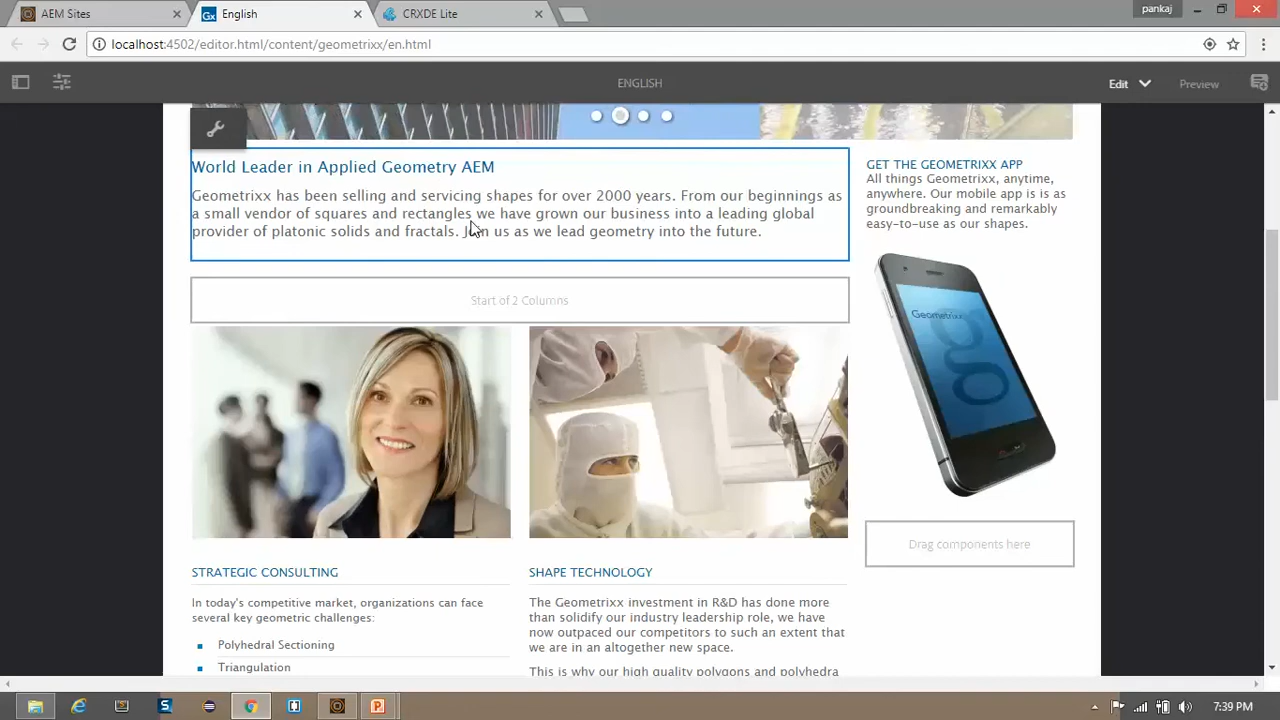 AEM Sites
English
CRXDE Lite
pankaj
localhost:4502/editor.html/content/geometrixx/en.html
ENGLISH
Edit
Preview
World Leader in Applied Geometry AEM
Geometrixx has been selling and servicing shapes for over 2000 years. From our beginnings as
a small vendor of squares and rectangles we have grown our business into a leading global
provider of platonic solids and fractals. Join us as we lead geometry into the future.
GET THE GEOMETRIXX APP
All things Geometrixx, anytime,
anywhere. Our mobile app is is as
groundbreaking and remarkably
easy-to-use as our shapes.
Geometrixx
g
Start of 2 Columns
Drag components here
STRATEGIC CONSULTING
In today's competitive market, organizations can face
several key geometric challenges:
Polyhedral Sectioning
Triangulation
SHAPE TECHNOLOGY
The Geometrixx investment in R&D has done more
than solidify our industry leadership role, we have
now outpaced our competitors to such an extent that
we are in an altogether new space.
This is why our high quality polygons and polyhedra
7:39 PM